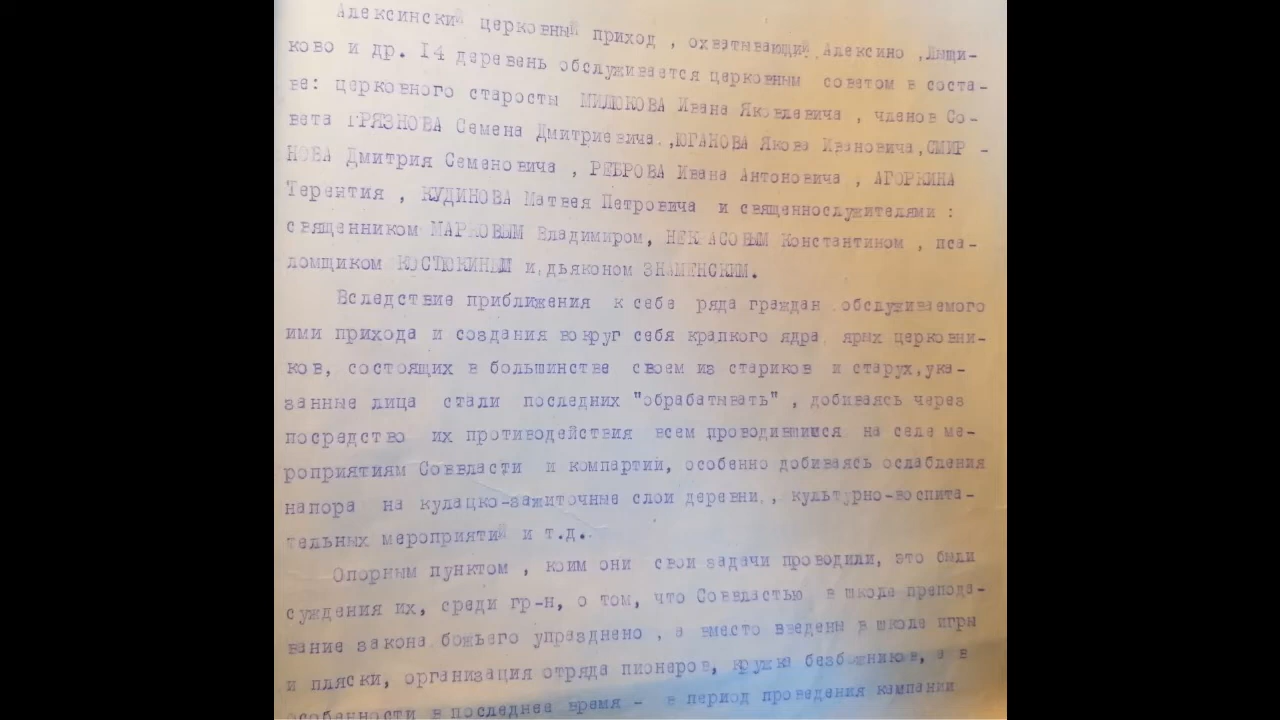 Алексинский церковный приход , охватывающий Алексино ,Лыщи-
ково и др. 14 деревень обслуживается церковным советом в соста-
ве: церковного старосты МИЛЮКОВА Ивана Яковлевича , членов Со-
вета ГРЯЗНОВА Семена Дмитриевича.,ЮГАНОВА Якова Ивановича,СМИР -
НОВА Дмитрия Семеновича , РЕБРОВА Ивана Антоновича , АГОРКИНА
Терентия , КУДИНОВА Матвея Петровича и священнослужителями :
священником МАРКОВЫМ Владимиром, НЕКРАСОВЫМ Константином , пса-
ломщиком КОСТЮКИНЫМ и,дьяконом ЗНАМЕНСКИМ.
Вследствие приближения к себе ряда граждан обслуживаемого
ими прихода и создания вокруг себя крапкого ядра, ярых церковни-
ков, состоящих в большинстве своем из стариков и старух,ука-
занные лица стали последних "обрабатывать" , добиваясь через
посредство их противодействия всем проводившимся на селе ме-
роприятиям Соввласти и компартии, особенно добиваясь ослабления
напора на кулацко-зажиточные слои деревни., культурно-воспита-
тельных мероприятий и т.д..
Опорным пунктом , коим они свои задачи проводили, это были
суждения их, среди гр-н, о том, что Соввластью в школе препода-
вание закона божьего упразднено , а вместо введены в школе игры
и пляски, организация отряда пионеров, кружка безбожников, а в
особенности в последнее время - в период проведения кампании